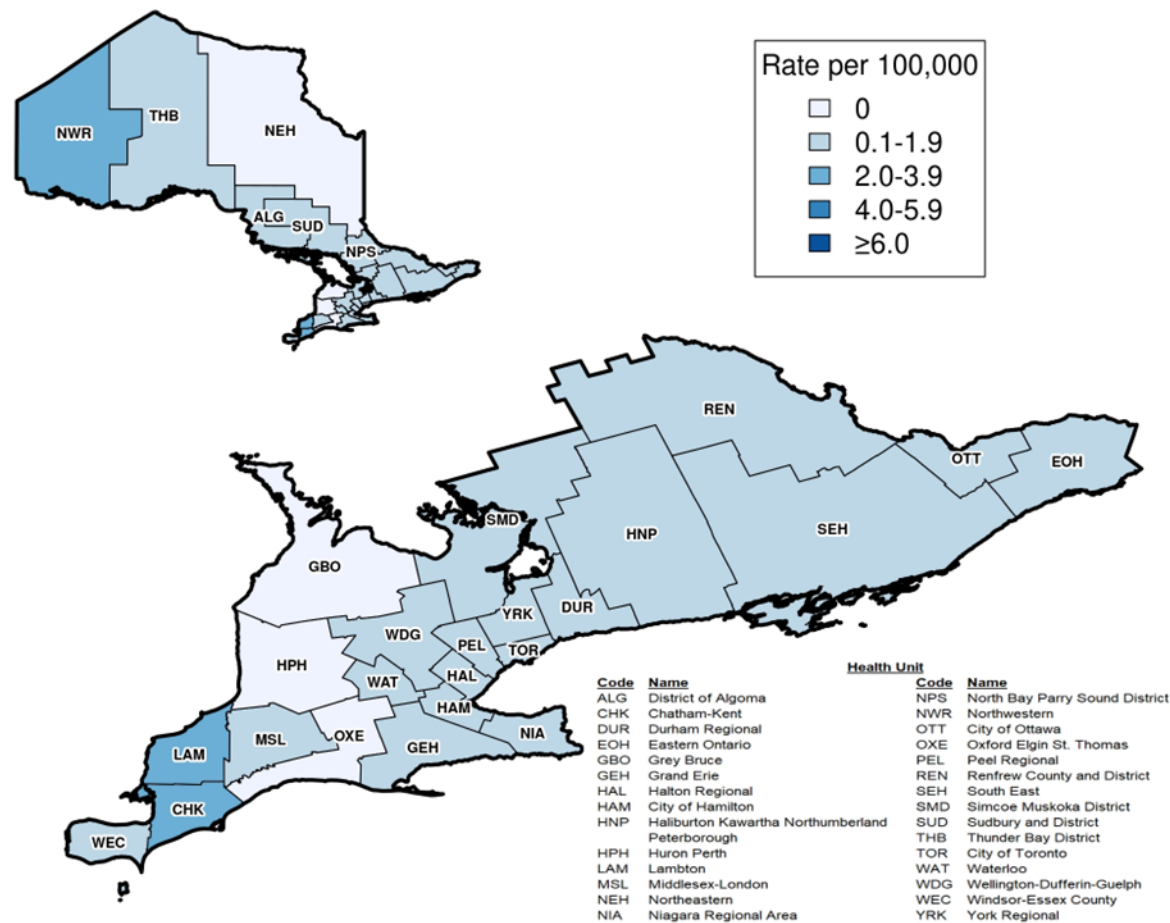 Rate per 100,000
0
0.1-1.9
2.0-3.9
4.0-5.9
≥6.0
THB
NWR
NEH
ALG
SUD
NPS
REN
OTT
EOH
SMD
HNP
SEH
GBO
YRK
DUR
WDG
PEL
TOR
HPH
WAT
HAL
HAM
OXE
MSL
GEH
NIA
LAM
CHK
WEC
Health Unit
Code Name
ALG District of Algoma
CHK Chatham-Kent
DUR Durham Regional
EOH Eastern Ontario
GBO Grey Bruce
GEH Grand Erie
HAL Halton Regional
HAM City of Hamilton
HNP Haliburton Kawartha Northumberland
Peterborough
HPH Huron Perth
LAM Lambton
MSL Middlesex-London
NEH Northeastern
NIA Niagara Regional Area
Code Name
NPS North Bay Parry Sound District
NWR Northwestern
OTT City of Ottawa
OXE Oxford Elgin St. Thomas
PEL Peel Regional
REN Renfrew County and District
SEH South East
SMD Simcoe Muskoka District
SUD Sudbury and District
THB Thunder Bay District
TOR City of Toronto
WAT Waterloo
WDG Wellington-Dufferin-Guelph
WEC Windsor-Essex County
YRK York Regional